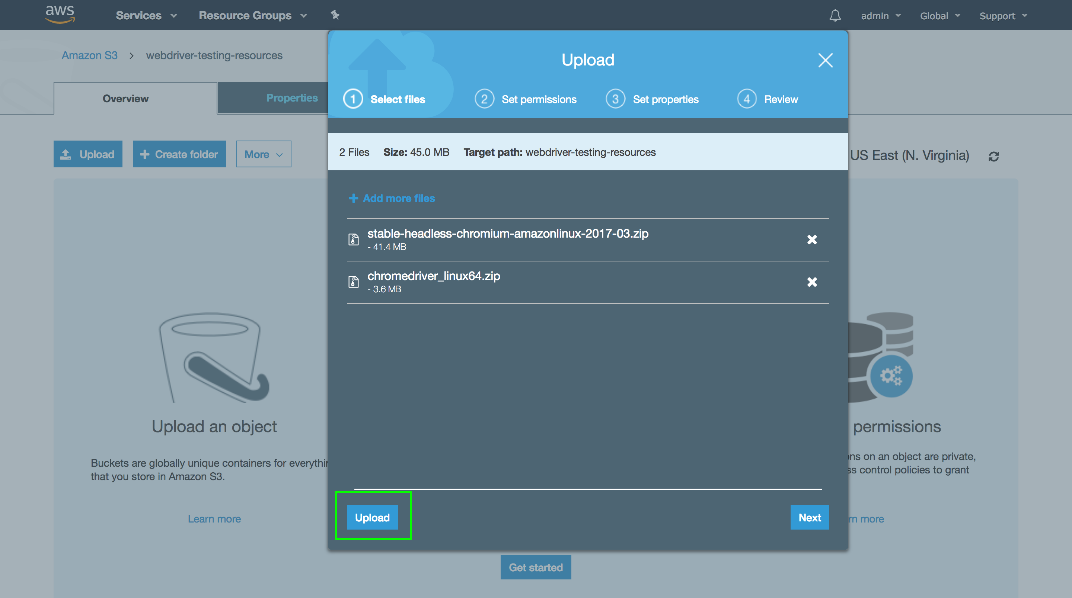 aws
Services
Resource Groups
admin
Global
Support
Amazon S3
webdriver-testing-resources
Overview
Properties
Upload
Create folder
More
US East (N. Virginia)
Upload
1 Select files
2 Set permissions
3 Set properties
4 Review
2 Files Size: 45.0 MB Target path: webdriver-testing-resources
Add more files
stable-headless-chromium-amazonlinux-2017-03.zip
- 41.4 MB
chromedriver_linux64.zip
- 3.6 MB
Upload
Next
Upload an object
Buckets are globally unique containers for everythin
that you store in Amazon S3.
Learn more
permissions
ons on an object are private,
ss control policies to grant
rn more
Get started